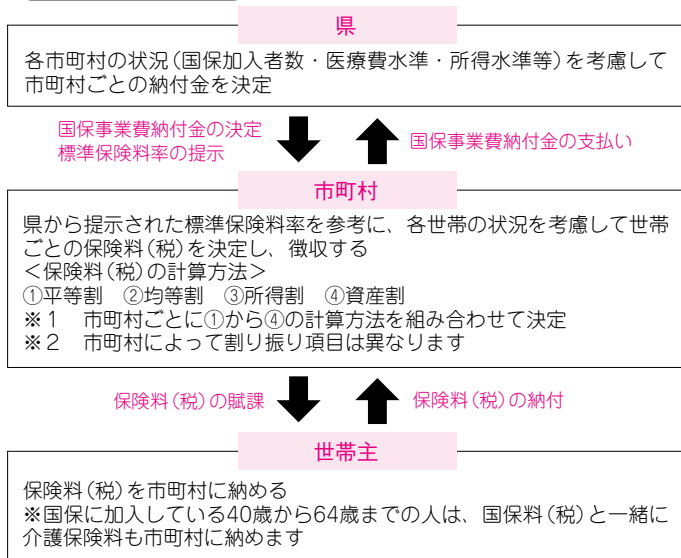 県
各市町村の状況(国保加入者数・医療費水準・所得水準等)を考慮して
市町村ごとの納付金を決定
国保事業費納付金の決定
標準保険料率の提示
国保事業費納付金の支払い
市町村
県から提示された標準保険料率を参考に、各世帯の状況を考慮して世帯
ごとの保険料(税)を決定し、徴収する
<保険料(税)の計算方法>
①平等割　②均等割　③所得割　④資産割
※1　市町村ごとに①から④の計算方法を組み合わせて決定
※2　市町村によって割り振り項目は異なります
保険料(税)の賦課
保険料(税)の納付
世帯主
保険料(税)を市町村に納める
※国保に加入している40歳から64歳までの人は、国保料(税)と一緒に
介護保険料も市町村に納めます